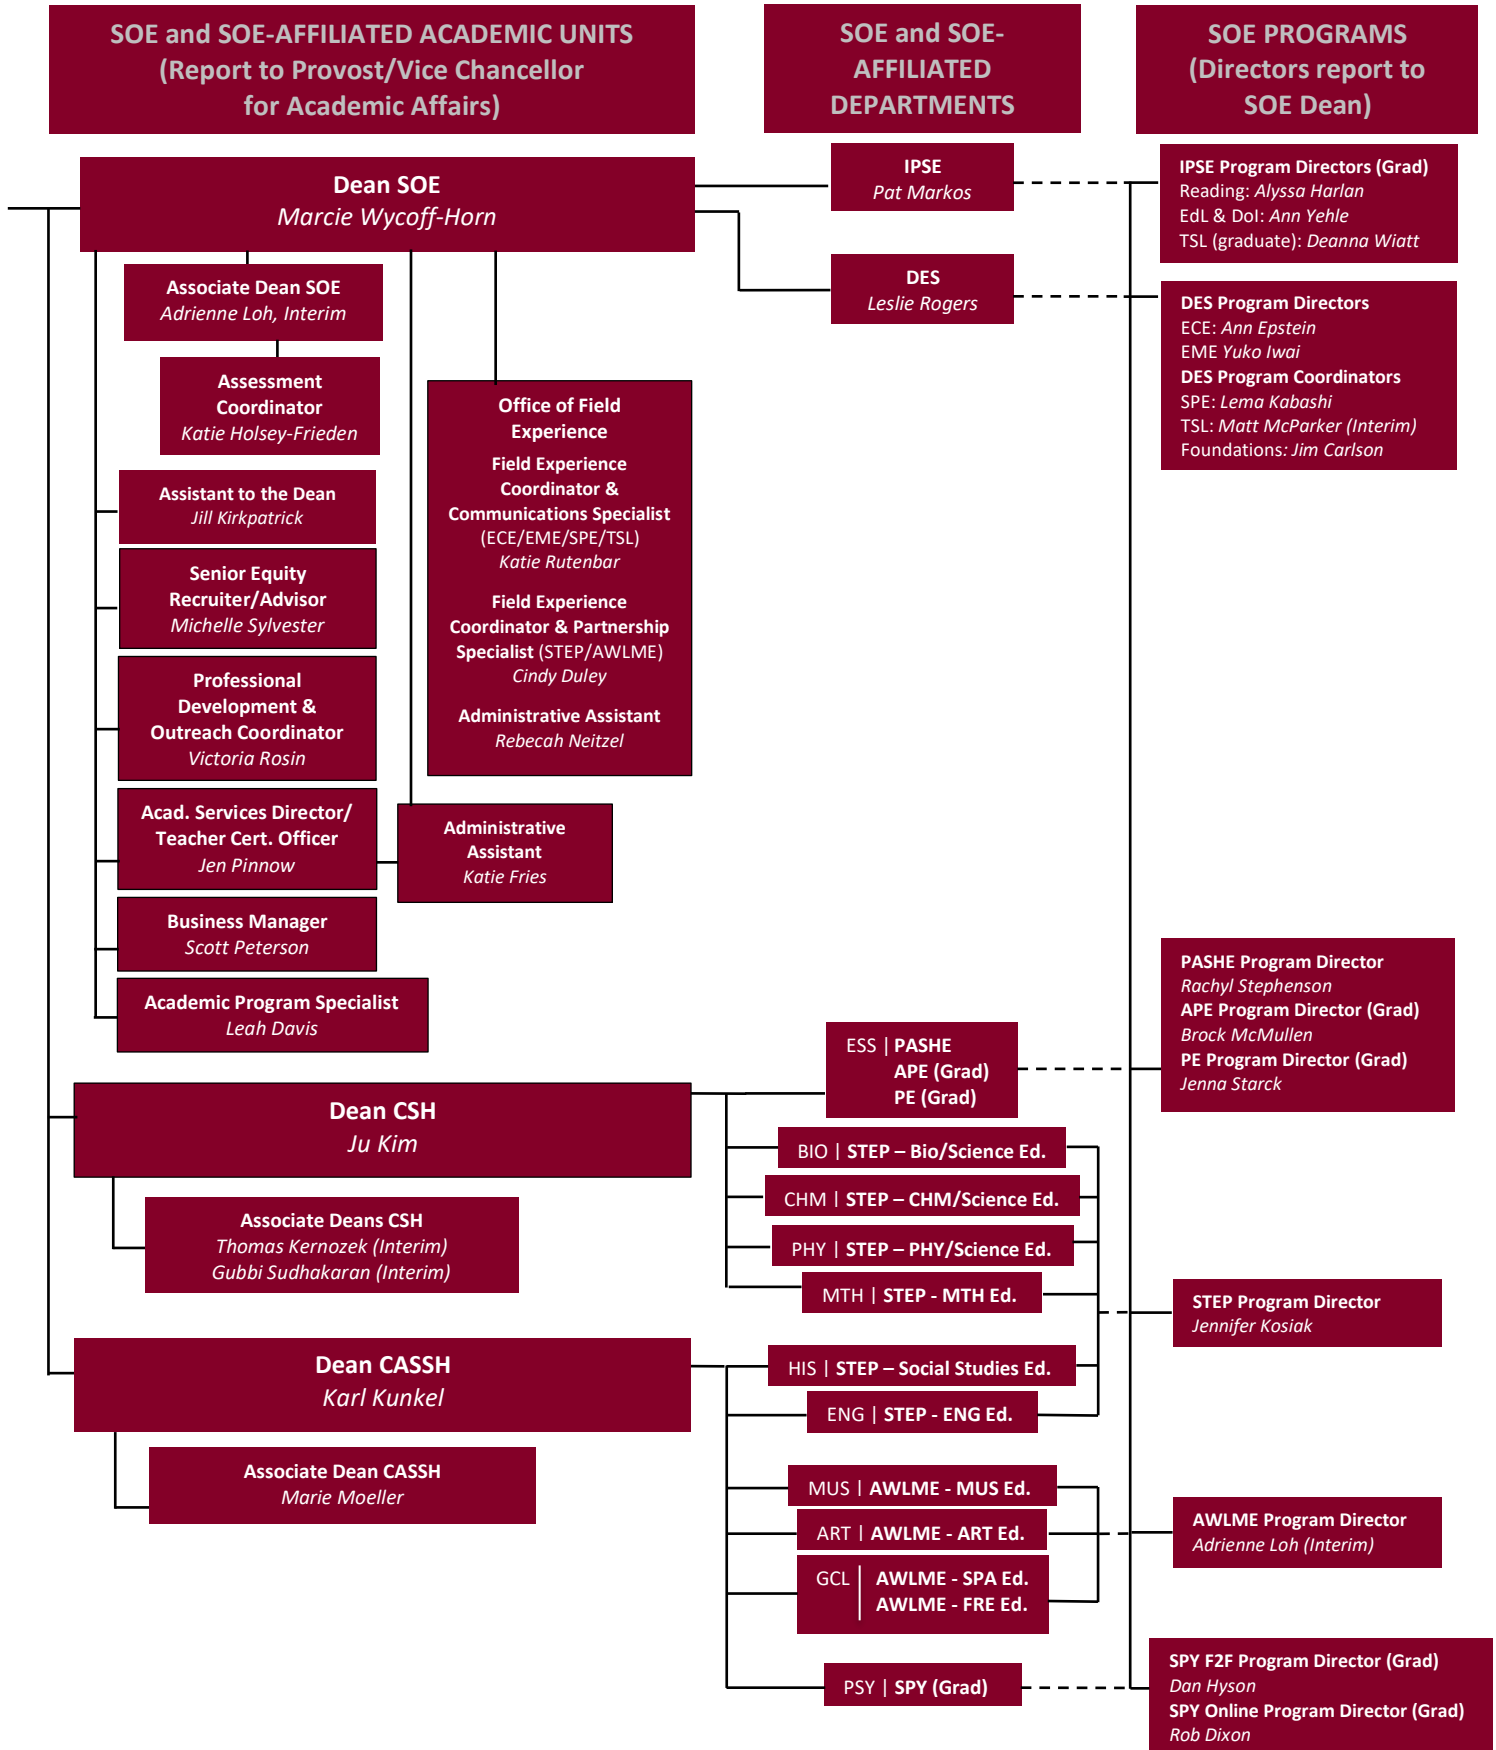 SOE and SOE-AFFILIATED ACADEMIC UNITS
(Report to Provost/Vice Chancellor
for Academic Affairs)
SOE and SOE-
AFFILIATED
DEPARTMENTS
SOE PROGRAMS
(Directors report to
SOE Dean)
Dean SOE
Marcie Wycoff-Horn
IPSE
Pat Markos
IPSE Program Directors (Grad)
Reading: Alyssa Harlan
EdL & DoI: Ann Yehle
TSL (graduate): Deanna Wiatt
Associate Dean SOE
Adrienne Loh, Interim
DES
Leslie Rogers
DES Program Directors
ECE: Ann Epstein
EME Yuko Iwai
DES Program Coordinators
SPE: Lema Kabashi
TSL: Matt McParker (Interim)
Foundations: Jim Carlson
Assessment
Coordinator
Katie Holsey-Frieden
Office of Field
Experience
Field Experience
Coordinator &
Communications Specialist
(ECE/EME/SPE/TSL)
Katie Rutenbar
Field Experience
Coordinator & Partnership
Specialist (STEP/AWLME)
Cindy Duley
Administrative Assistant
Rebecah Neitzel
Assistant to the Dean
Jill Kirkpatrick
Senior Equity
Recruiter/Advisor
Michelle Sylvester
Professional
Development &
Outreach Coordinator
Victoria Rosin
Acad. Services Director/
Teacher Cert. Officer
Jen Pinnow
Administrative
Assistant
Katie Fries
Business Manager
Scott Peterson
Academic Program Specialist
Leah Davis
PASHE Program Director
Rachyl Stephenson
APE Program Director (Grad)
Brock McMullen
PE Program Director (Grad)
Jenna Starck
ESS | PASHE
APE (Grad)
PE (Grad)
Dean CSH
Ju Kim
BIO | STEP – Bio/Science Ed.
CHM | STEP – CHM/Science Ed.
PHY | STEP – PHY/Science Ed.
MTH | STEP - MTH Ed.
Associate Deans CSH
Thomas Kernozek (Interim)
Gubbi Sudhakaran (Interim)
STEP Program Director
Jennifer Kosiak
Dean CASSH
Karl Kunkel
HIS | STEP – Social Studies Ed.
ENG | STEP - ENG Ed.
Associate Dean CASSH
Marie Moeller
MUS | AWLME - MUS Ed.
ART | AWLME - ART Ed.
GCL | AWLME - SPA Ed.
AWLME - FRE Ed.
AWLME Program Director
Adrienne Loh (Interim)
PSY | SPY (Grad)
SPY F2F Program Director (Grad)
Dan Hyson
SPY Online Program Director (Grad)
Rob Dixon